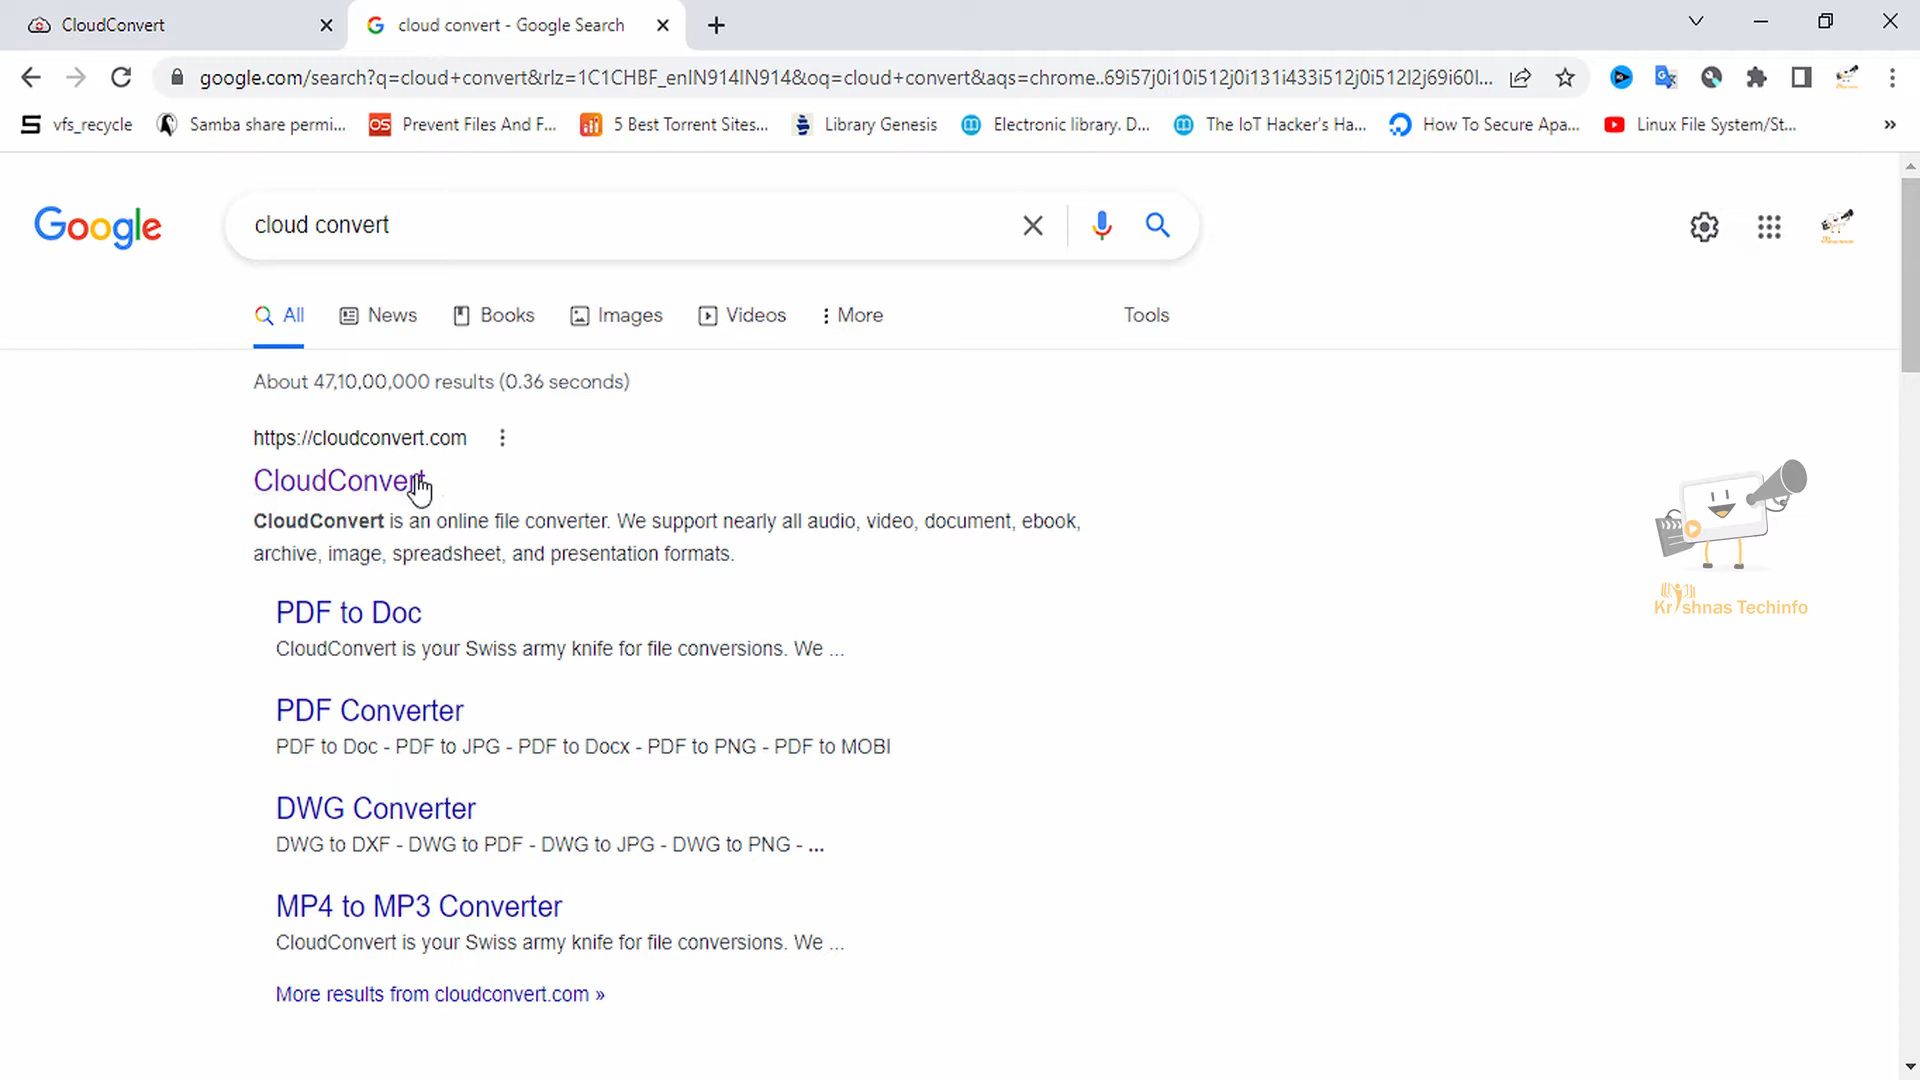 CloudConvert
cloud convert - Google Search
google.com/search?q=cloud+convert&rlz=1C1CHBF_enIN914IN914&oq=cloud+convert&aqs=chrome..69i57j0i10i512j0i131i433i512j0i512l2j69i60l...
vfs_recycle
Samba share permi...
OS
Prevent Files And F...
5 Best Torrent Sites...
Library Genesis
Electronic library. D...
The IoT Hacker's Ha...
How To Secure Apa...
Linux File System/St...
»
Google
cloud convert
All
News
Books
Images
Videos
More
Tools
About 47,10,00,000 results (0.36 seconds)
https://cloudconvert.com
CloudConvert
CloudConvert is an online file converter. We support nearly all audio, video, document, ebook,
archive, image, spreadsheet, and presentation formats.
PDF to Doc
CloudConvert is your Swiss army knife for file conversions. We ...
PDF Converter
PDF to Doc - PDF to JPG - PDF to Docx - PDF to PNG - PDF to MOBI
DWG Converter
DWG to DXF - DWG to PDF - DWG to JPG - DWG to PNG - ...
MP4 to MP3 Converter
CloudConvert is your Swiss army knife for file conversions. We ...
More results from cloudconvert.com »
Krishnas Techinfo